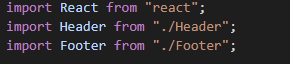 import React from "react";
import Header from "./Header";
import Footer from "./Footer";